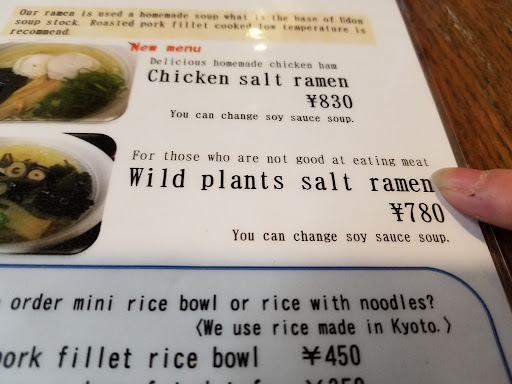 Our ramen is used a homemade soup what is the base of Udon
soup stock. Roasted pork fillet cooked low temperature is
recommend.
New menu
Delicious homemade chicken ham
Chicken salt ramen
¥830
You can change soy sauce soup.
For those who are not good at eating meat
Wild plants salt ramen
¥780
You can change soy sauce soup.
order mini rice bowl or rice with noodles?
〈We use rice made in Kyoto.〉
pork fillet rice bowl ¥450